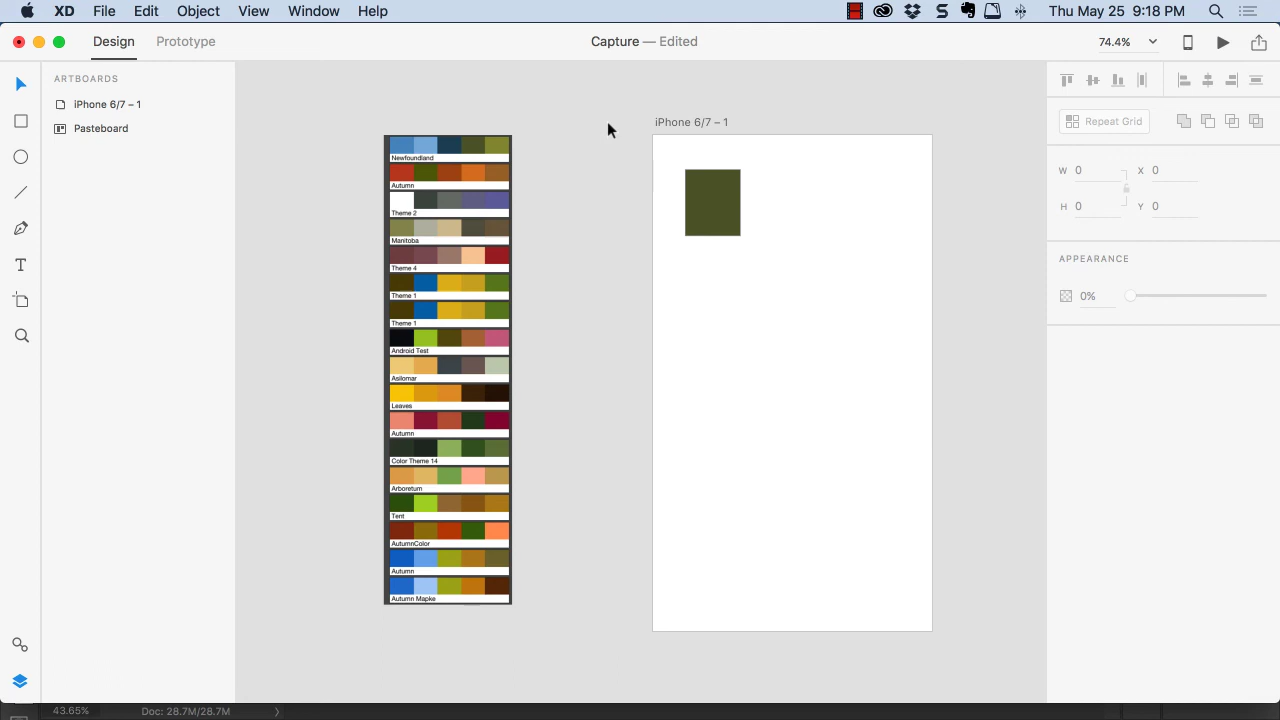 XD File Edit Object View Window Help Thu May 25 9:18 PM
Design Prototype Capture — Edited 74.4%
ARTBOARDS
iPhone 6/7 – 1
Pasteboard
iPhone 6/7 – 1
Newfoundland
Autumn
Theme 2
Manitoba
Theme 4
Theme 1
Theme 1
Android Test
Asilomar
Leaves
Autumn
Color Theme 14
Arboretum
Tent
AutumnColor
Autumn
Autumn Mapke
Repeat Grid
W 0 X 0
H 0 Y 0
APPEARANCE
0%
43.65% Doc: 28.7M/28.7M